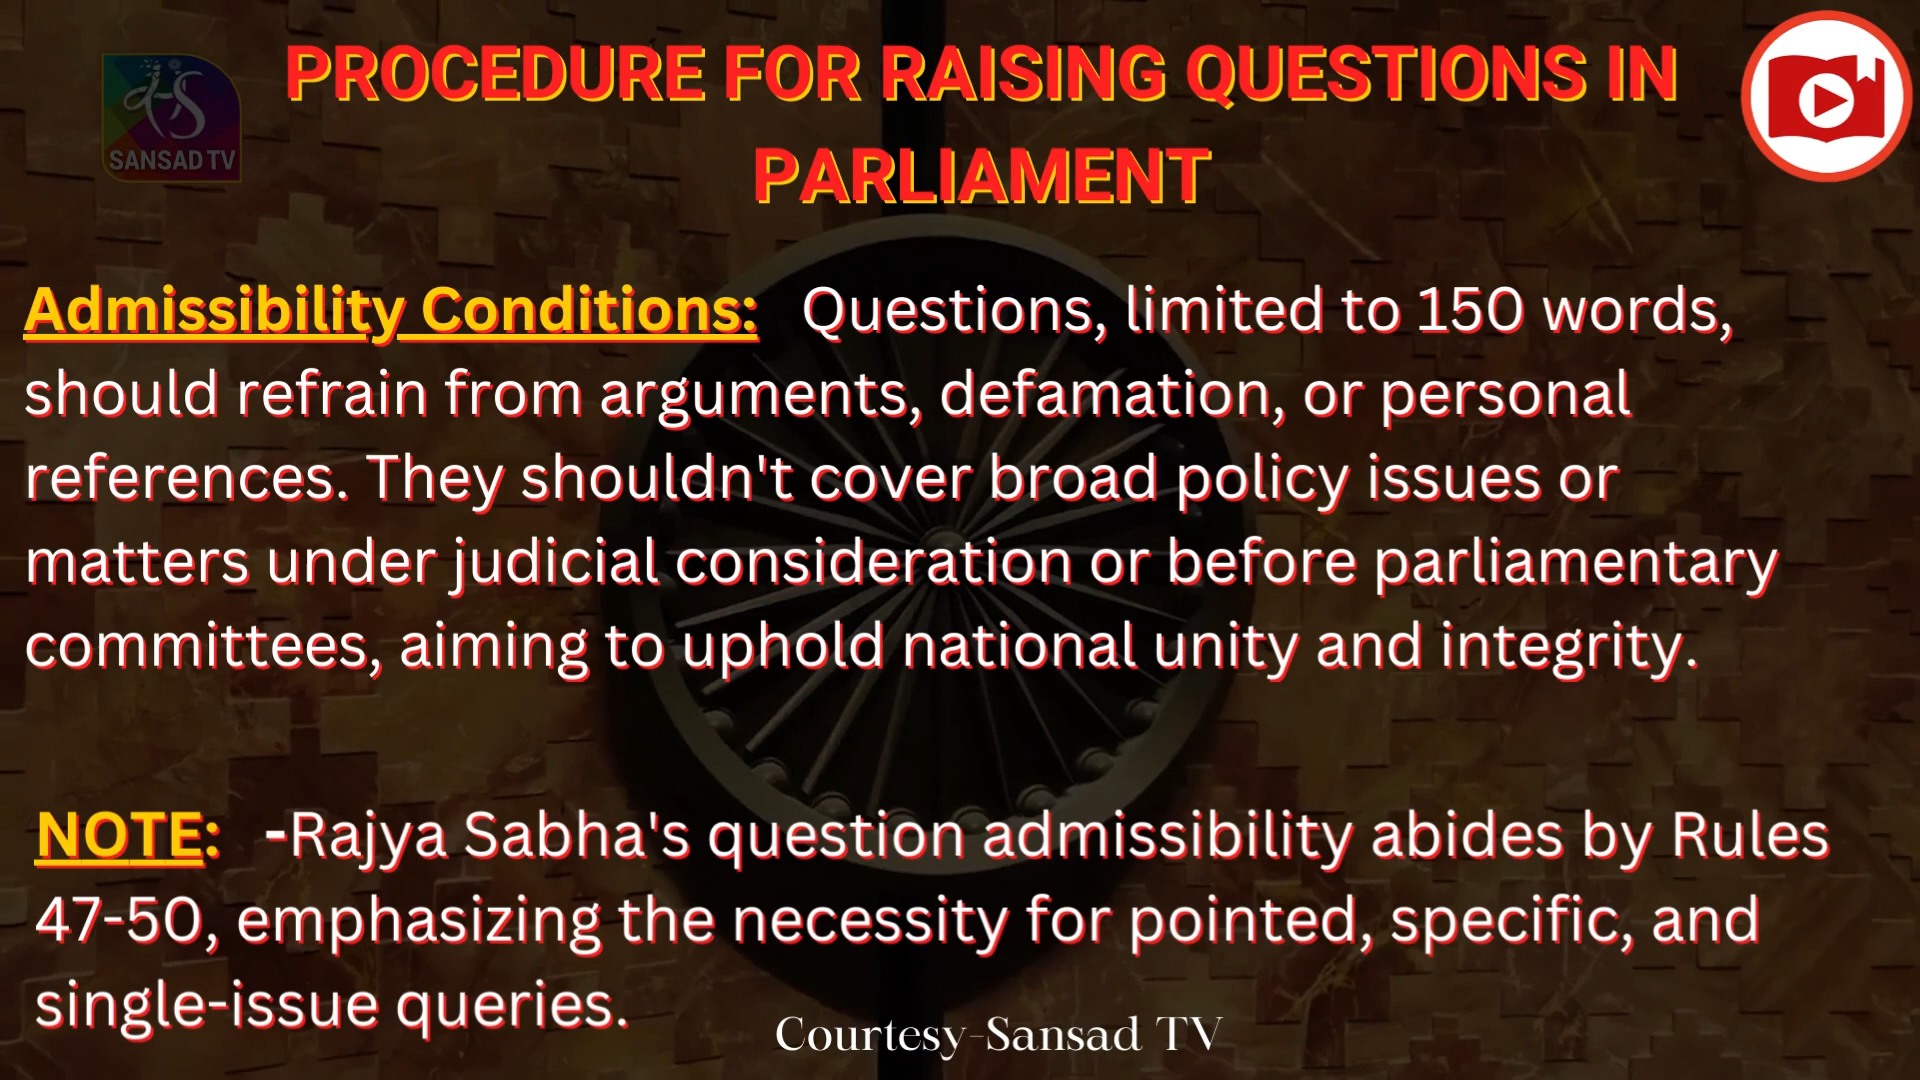 PROCEDURE FOR RAISING QUESTIONS IN
PARLIAMENT
SANSAD TV
Admissibility Conditions: Questions, limited to 150 words,
should refrain from arguments, defamation, or personal
references. They shouldn't cover broad policy issues or
matters under judicial consideration or before parliamentary
committees, aiming to uphold national unity and integrity.
NOTE: -Rajya Sabha's question admissibility abides by Rules
47-50, emphasizing the necessity for pointed, specific, and
single-issue queries.
Courtesy-Sansad TV